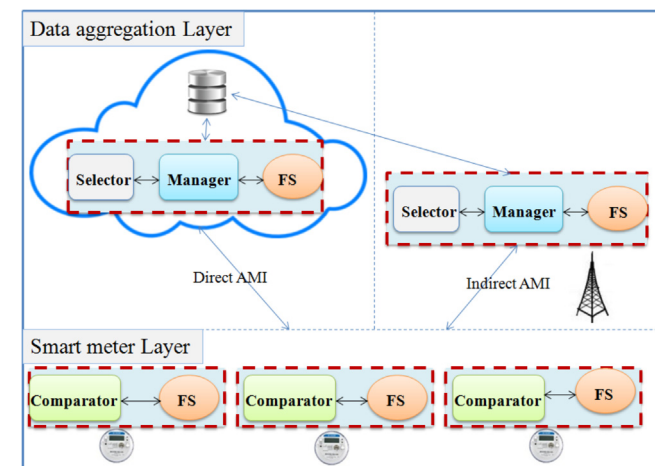 Data aggregation Layer
Selector
Manager
FS
Selector
Manager
FS
Direct AMI
Indirect AMI
Smart meter Layer
Comparator
FS
Comparator
FS
Comparator
FS